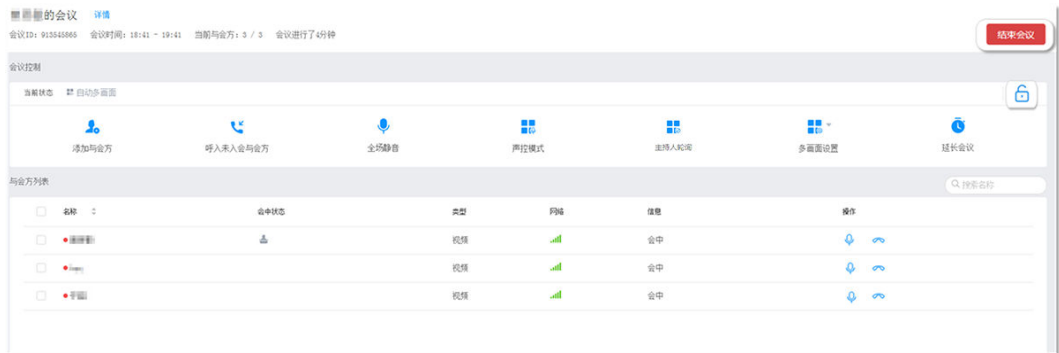 的会议 详情
会议ID: 913545865 会议时间: 18:41 - 19:41 当前与会方: 3 / 3 会议进行了4分钟
结束会议
会议控制
当前状态 自动多画面
添加与会方 呼入未入会与会方 全场静音 声控模式 主持人轮询 多画面设置 延长会议
与会方列表 搜索名称
名称 会中状态 类型 网络 信息 操作
视频 会中
视频 会中
视频 会中